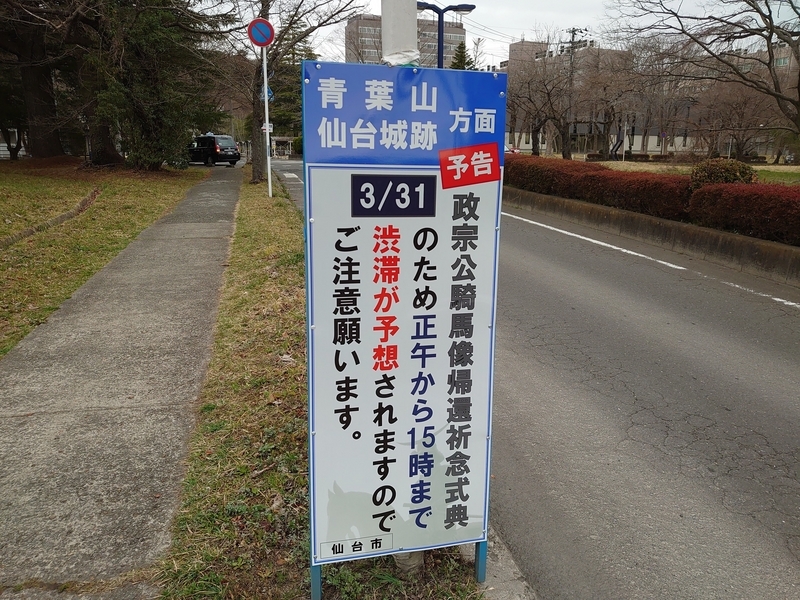 青葉山
仙台城跡
方面
予告
3/31
政宗公騎馬像帰還祈念式典
のため正午から15時まで
渋滞が予想されますので
ご注意願います。
仙台市